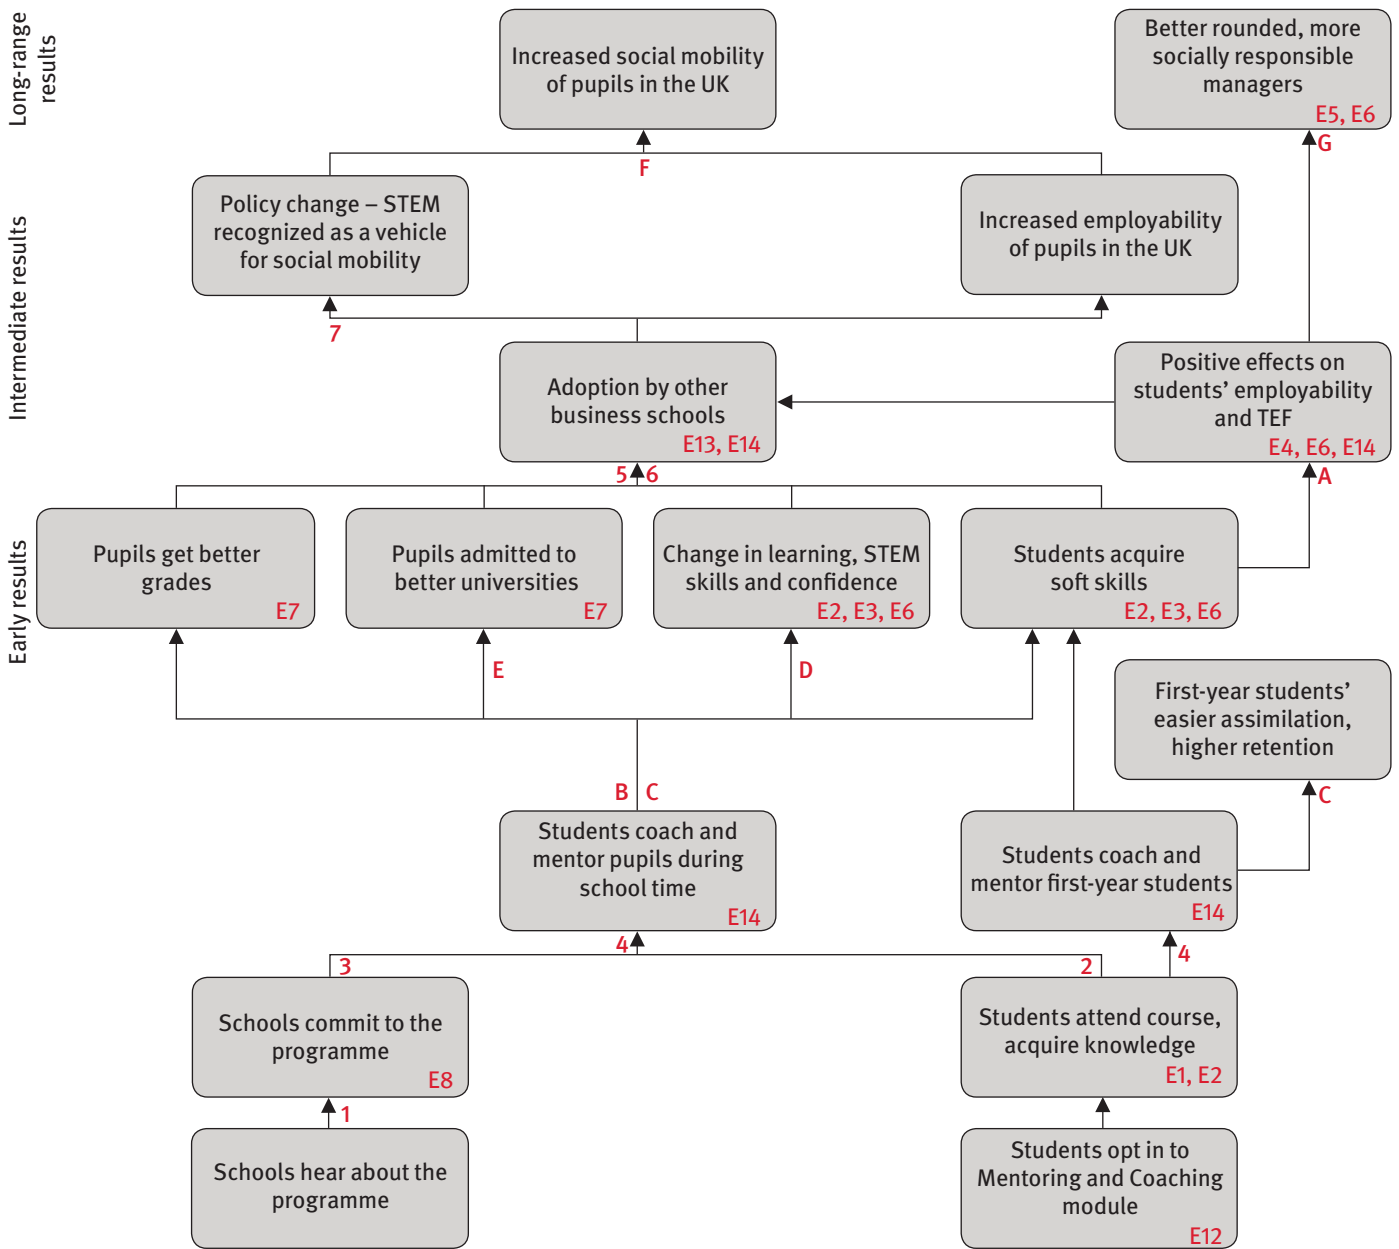 Long-range
results
Increased social mobility
of pupils in the UK
Better rounded, more
socially responsible
managers
E5, E6
G
F
Intermediate results
Policy change – STEM
recognized as a vehicle
for social mobility
Increased employability
of pupils in the UK
7
Adoption by other
business schools
E13, E14
Positive effects on
students’ employability
and TEF
E4, E6, E14
5 6
A
Early results
Pupils get better
grades
E7
Pupils admitted to
better universities
E7
Change in learning, STEM
skills and confidence
E2, E3, E6
Students acquire
soft skills
E2, E3, E6
E
D
First-year students’
easier assimilation,
higher retention
B C
C
Students coach and
mentor pupils during
school time
E14
Students coach and
mentor first-year students
E14
4
4
3
2
Schools commit to the
programme
E8
Students attend course,
acquire knowledge
E1, E2
1
Schools hear about the
programme
Students opt in to
Mentoring and Coaching
module
E12